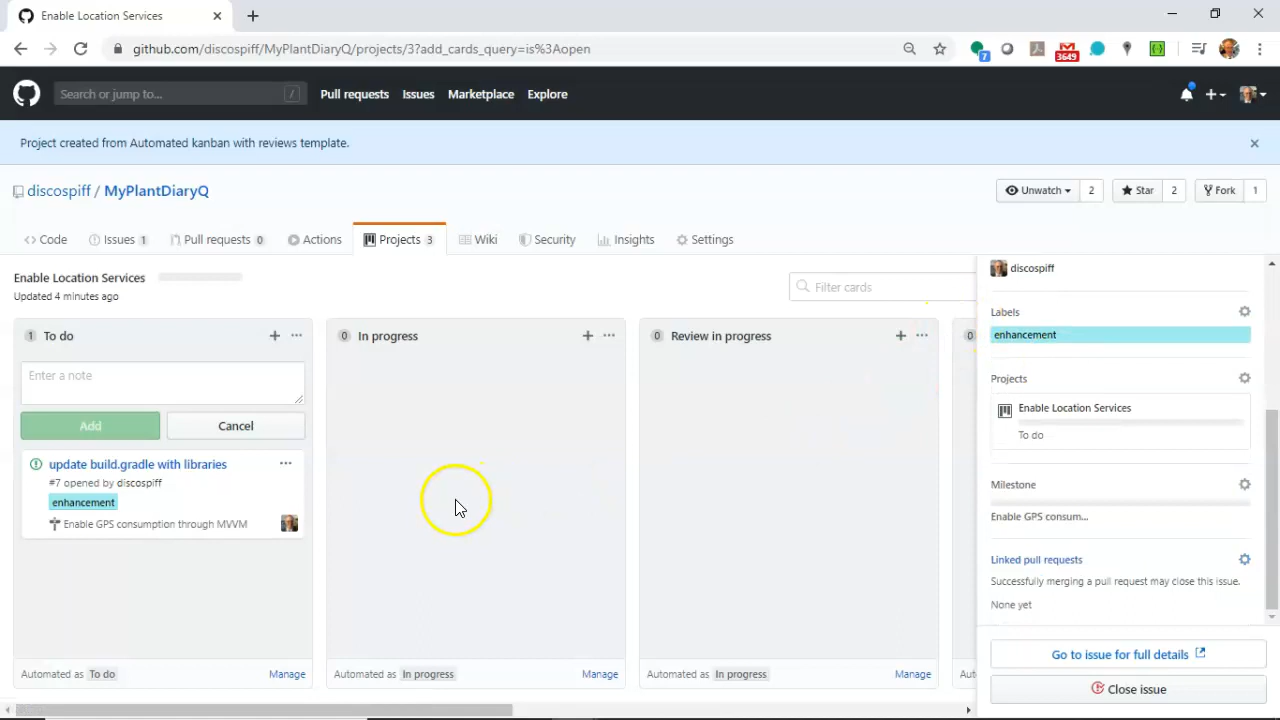 Enable Location Services
github.com/discospiff/MyPlantDiaryQ/projects/3?add_cards_query=is%3Aopen
7
3649
Search or jump to...
/
Pull requests
Issues
Marketplace
Explore
Project created from Automated kanban with reviews template.
discospiff / MyPlantDiaryQ
Unwatch 2
Star 2
Fork 1
Code
Issues 1
Pull requests 0
Actions
Projects 3
Wiki
Security
Insights
Settings
Enable Location Services
Updated 4 minutes ago
Filter cards
1 To do
Enter a note
Add
Cancel
update build.gradle with libraries
#7 opened by discospiff
enhancement
Enable GPS consumption through MVVM
Automated as To do
Manage
0 In progress
Automated as In progress
Manage
0 Review in progress
Automated as In progress
Manage
0
discospiff
Labels
enhancement
Projects
Enable Location Services
To do
Milestone
Enable GPS consum...
Linked pull requests
Successfully merging a pull request may close this issue.
None yet
Go to issue for full details
Close issue